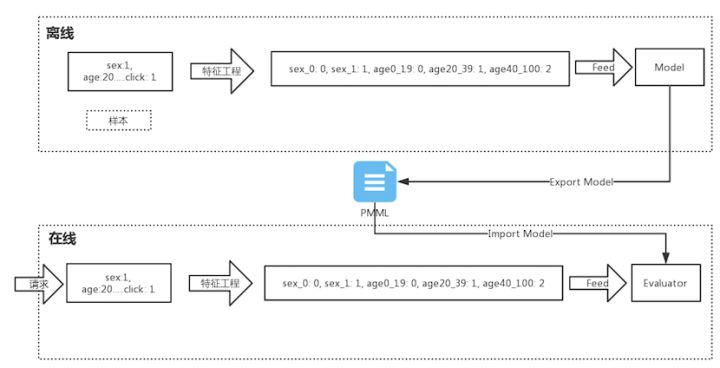 离线
sex:1,
age:20....click: 1
特征工程
sex_0: 0, sex_1: 1, age0_19: 0, age20_39: 1, age40_100: 2
Feed
Model
样本
Export Model
PMML
Import Model
在线
请求
sex:1,
age:20....click: 1
特征工程
sex_0: 0, sex_1: 1, age0_19: 0, age20_39: 1, age40_100: 2
Feed
Evaluator